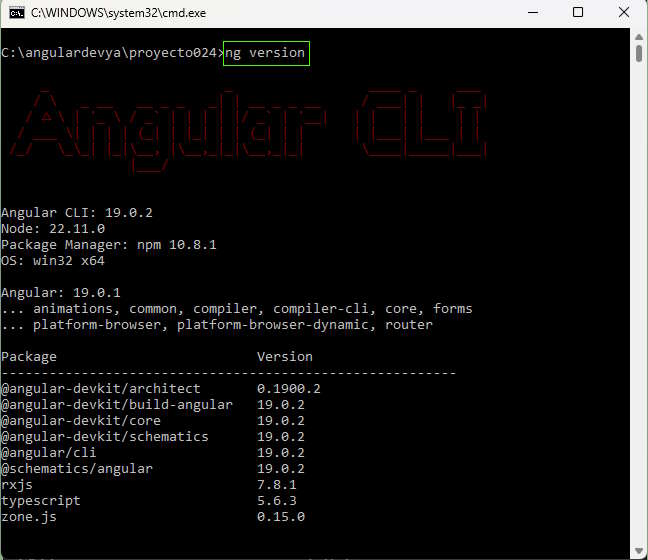 C:\WINDOWS\system32\cmd.exe
C:\angulardevya\proyecto024>ng version
Angular CLI
Angular CLI: 19.0.2
Node: 22.11.0
Package Manager: npm 10.8.1
OS: win32 x64
Angular: 19.0.1
... animations, common, compiler, compiler-cli, core, forms
... platform-browser, platform-browser-dynamic, router
Package Version
---------------------------------------------------------
@angular-devkit/architect 0.1900.2
@angular-devkit/build-angular 19.0.2
@angular-devkit/core 19.0.2
@angular-devkit/schematics 19.0.2
@angular/cli 19.0.2
@schematics/angular 19.0.2
rxjs 7.8.1
typescript 5.6.3
zone.js 0.15.0